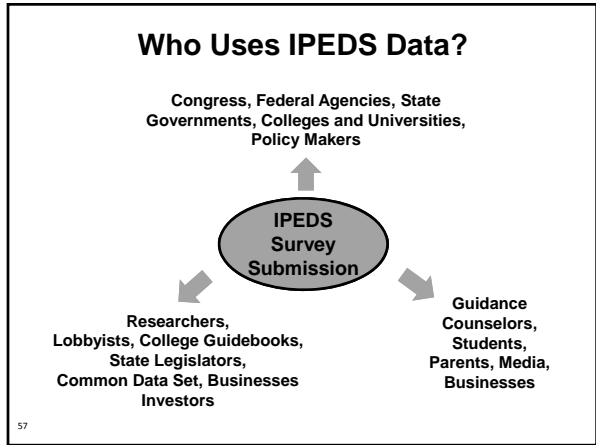 Who Uses IPEDS Data?
Congress, Federal Agencies, State
Governments, Colleges and Universities,
Policy Makers
IPEDS
Survey
Submission
Researchers,
Lobbyists, College Guidebooks,
State Legislators,
Common Data Set, Businesses
Investors
Guidance
Counselors,
Students,
Parents, Media,
Businesses
57